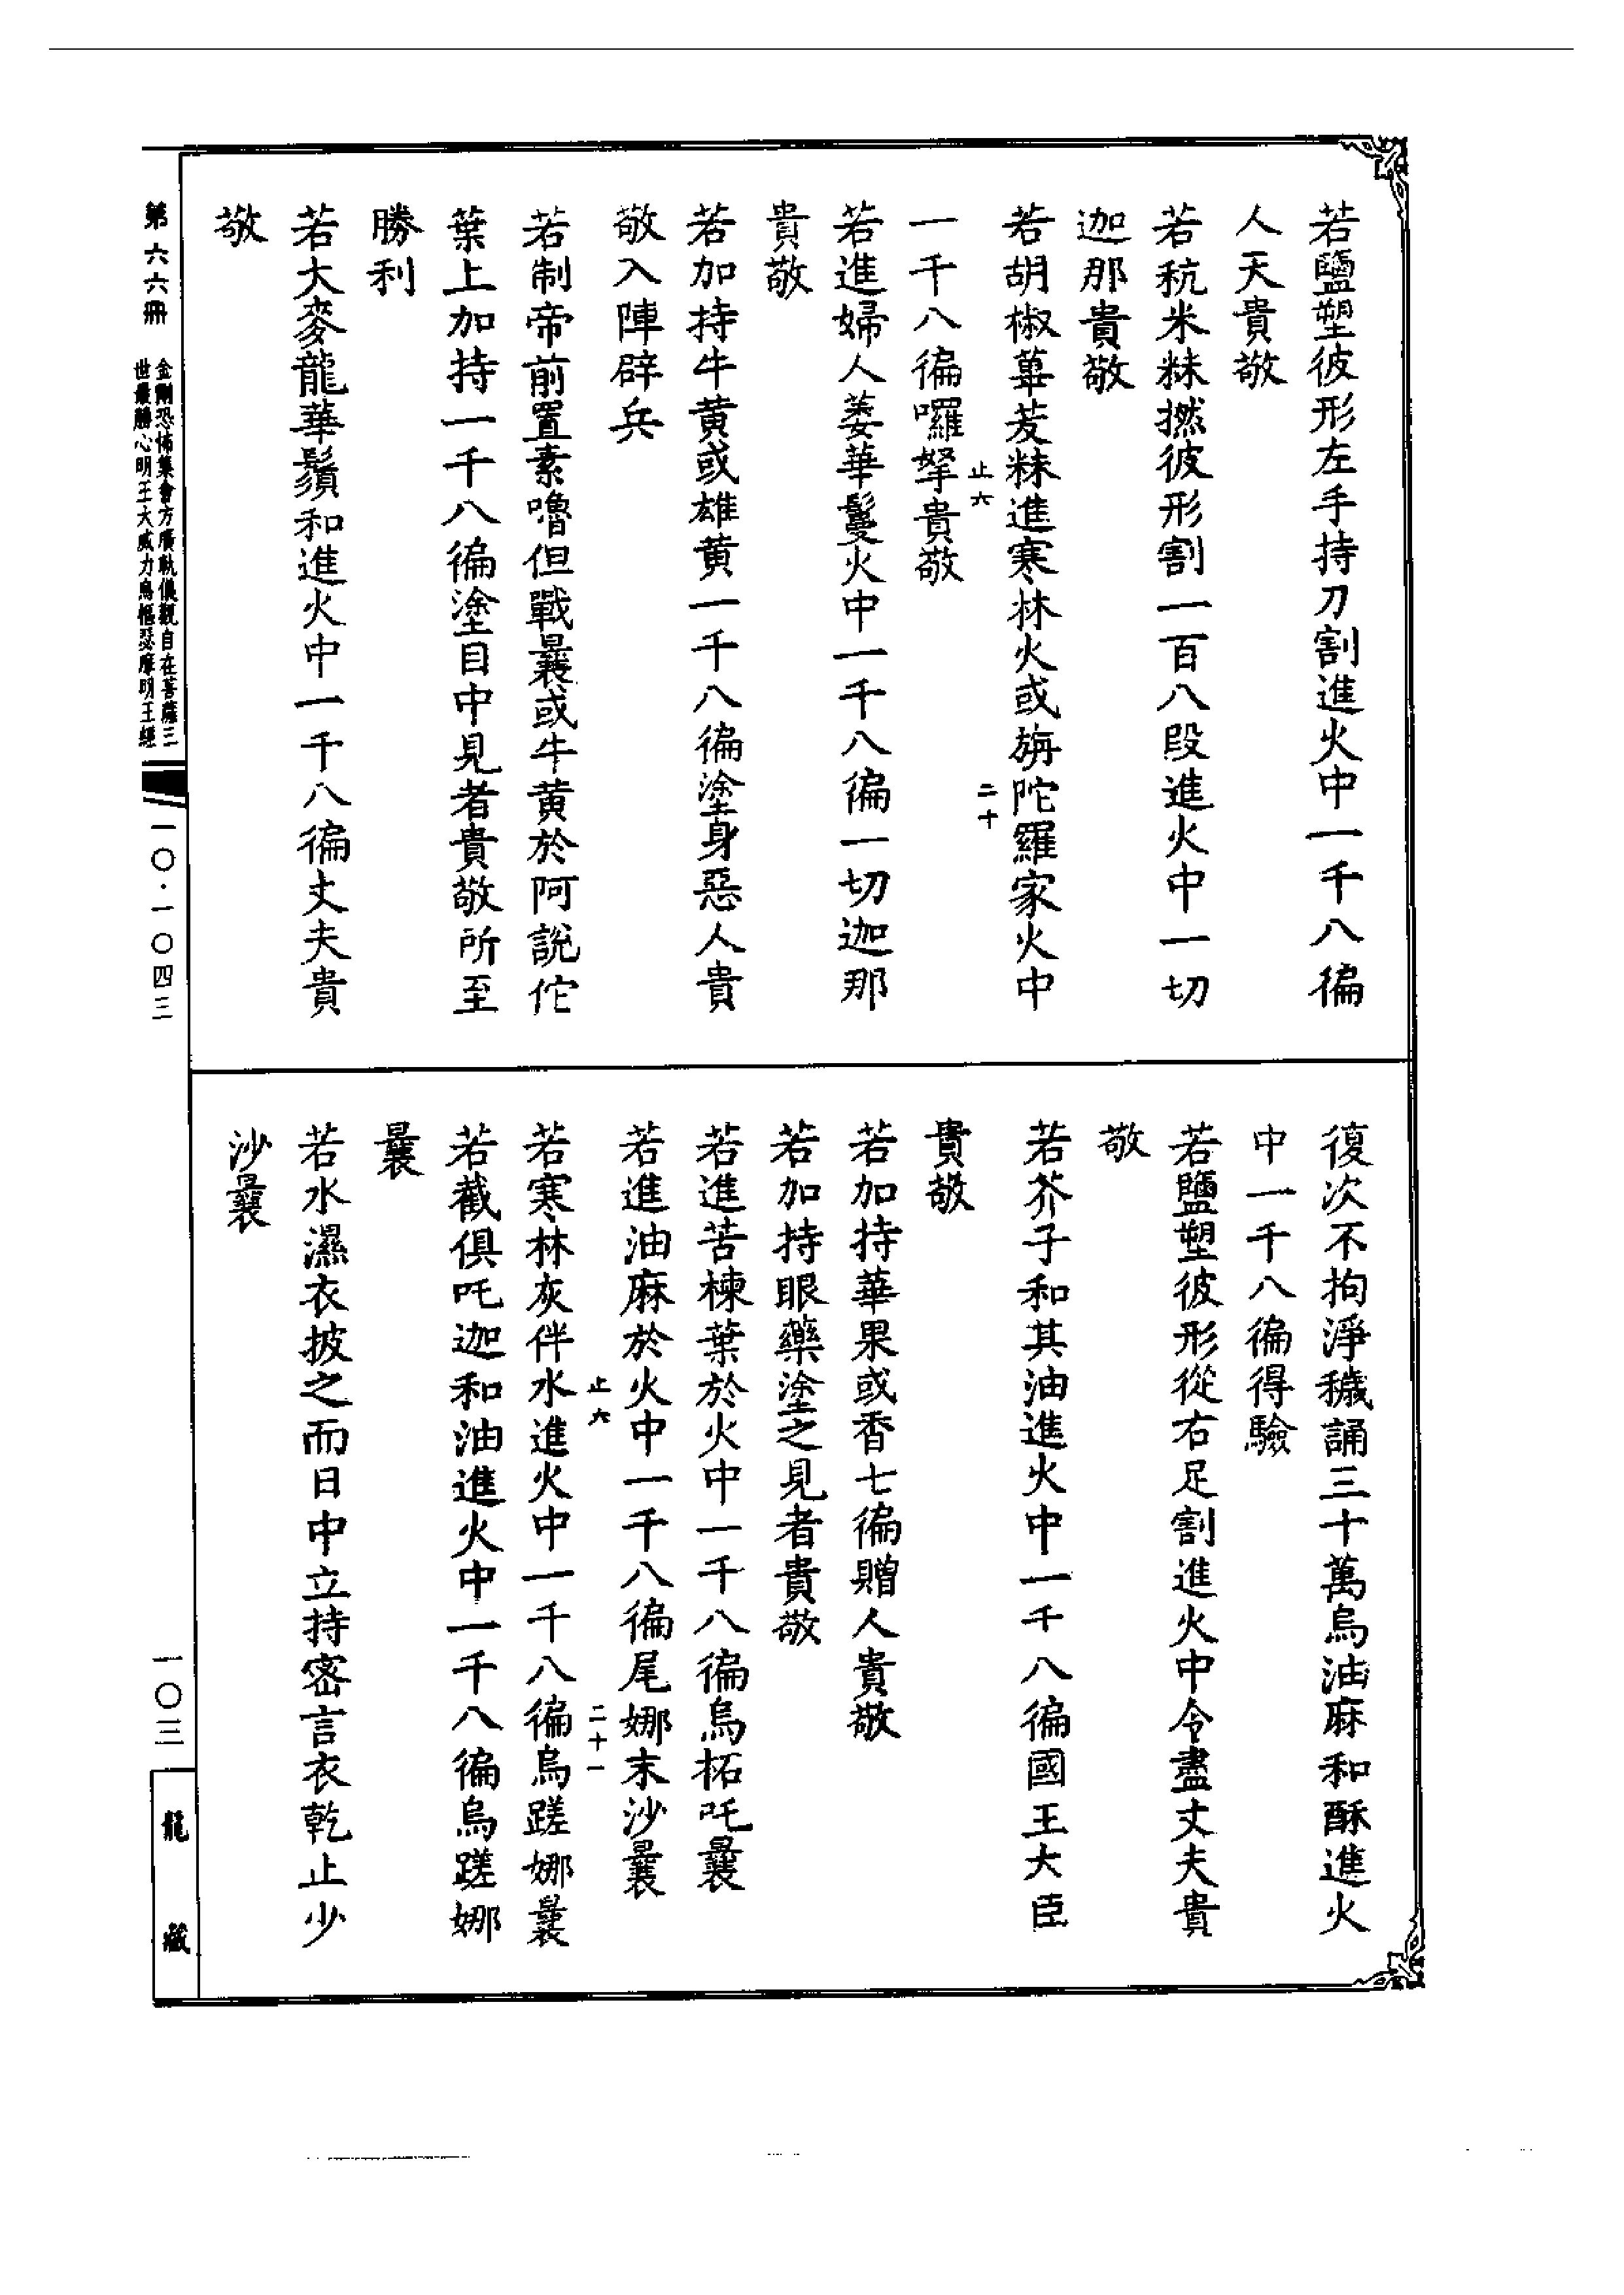 若鹽塑彼形左手持刀割進火中一千八徧
人天貴敬
若秔米粖撚彼形割一百八段進火中一切
迦那貴敬
若胡椒蓽茇粖進寒林火或旃陀羅家火中
止六
二十
一千八徧囉拏貴敬
若進婦人萎華鬘火中一千八徧一切迦那
貴敬
若加持牛黄或雄黄一千八徧塗身惡人貴
敬入陣辟兵
若制帝前置素嚕但戰曩或牛黄於阿說佗
葉上加持一千八徧塗目中見者貴敬所至
勝利
若大麥龍華鬚和進火中一千八徧丈夫貴
敬
復次不拘淨穢誦三十萬烏油麻和酥進火
中一千八徧得驗
若鹽塑彼形從右足割進火中令盡丈夫貴
敬
若芥子和其油進火中一千八徧國王大臣
貴敬
若加持華果或香七徧贈人貴敬
若加持眼藥塗之見者貴敬
若進苦楝葉於火中一千八徧烏柘吒曩
若進油麻於火中一千八徧尾娜末沙曩
止六
二十一
若寒林灰伴水進火中一千八徧烏蹉娜曩
若截俱吒迦和油進火中一千八徧烏蹉娜
曩
若水濕衣披之而日中立持密言衣乾止少
沙曩
第六六冊
金剛恐怖集會方廣軌儀觀自在菩薩三
世最勝心明王大威力烏樞瑟摩明王經
一〇·一〇四三
一〇三
龍藏